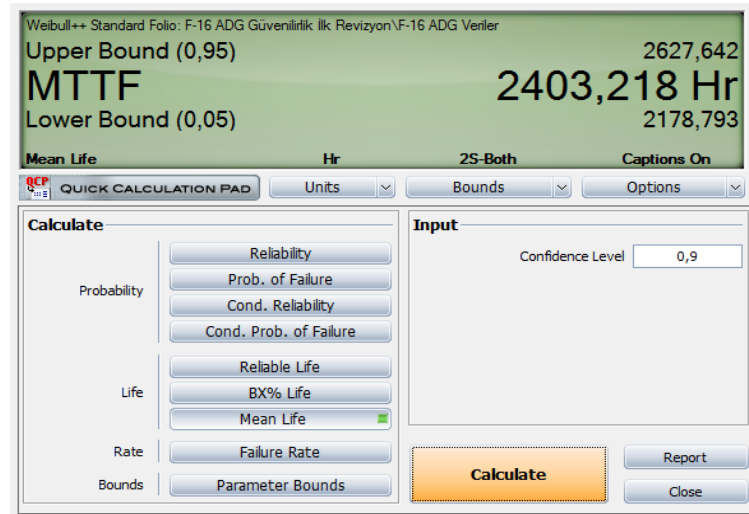 Weibull++ Standard Folio: F-16 ADG Güvenilirlik İlk Revizyon\F-16 ADG Veriler
Upper Bound (0,95) 2627,642
MTTF 2403,218 Hr
Lower Bound (0,05) 2178,793
Mean Life Hr 2S-Both Captions On
QCP QUICK CALCULATION PAD Units Bounds Options
Calculate
Probability
Reliability
Prob. of Failure
Cond. Reliability
Cond. Prob. of Failure
Life
Reliable Life
BX% Life
Mean Life
Rate
Failure Rate
Bounds
Parameter Bounds
Input
Confidence Level 0,9
Calculate
Report
Close